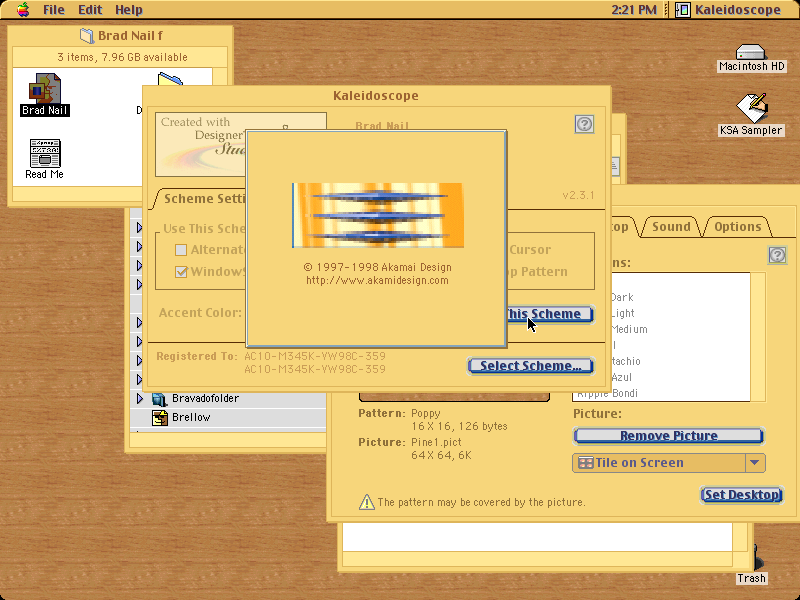 File Edit Help
2:21 PM Kaleidoscope
Brad Nail f
3 items, 7.96 GB available
Brad Nail
D
Read Me
Macintosh HD
KSA Sampler
Kaleidoscope
Created with
Designer'
Stu
Brad Nail
v2.3.1
Scheme Setti
Use This Sche
Alternat
Window
Cursor
p Pattern
Accent Color:
his Scheme
Registered To: AC10-M345K-YW98C-359
AC10-M345K-YW98C-359
Select Scheme...
© 1997-1998 Akamai Design
http://www.akamidesign.com
top Sound Options
ns:
Dark
Light
Medium
l
tachio
Azul
Ripple Bondi
Bravadofolder
Brellow
Pattern: Poppy
16 X 16, 126 bytes
Picture: Pine1.pict
64 X 64, 6K
Picture:
Remove Picture
Tile on Screen
The pattern may be covered by the picture.
Set Desktop
Trash